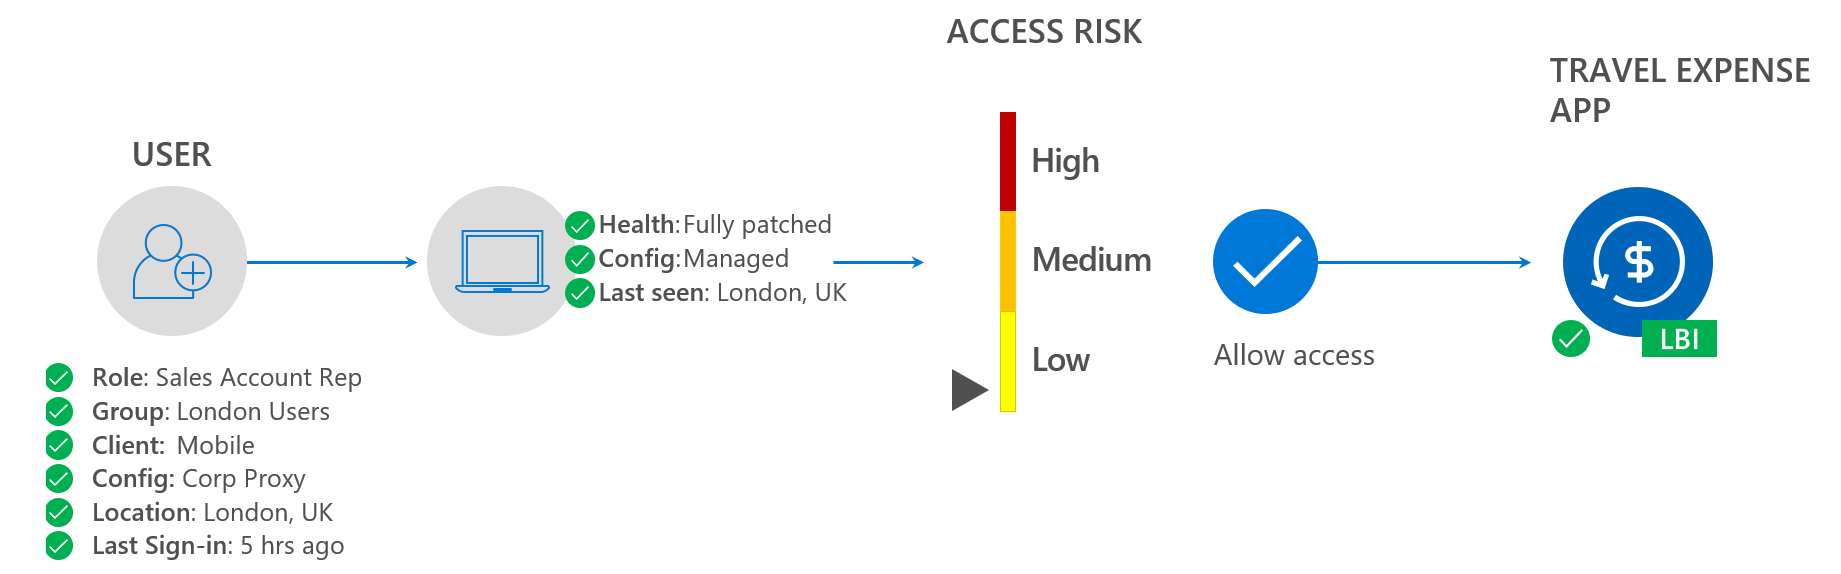 ACCESS RISK
TRAVEL EXPENSE
APP
USER
Health: Fully patched
Config: Managed
Last seen: London, UK
High
Medium
Low
Allow access
$
LBI
Role: Sales Account Rep
Group: London Users
Client: Mobile
Config: Corp Proxy
Location: London, UK
Last Sign-in: 5 hrs ago